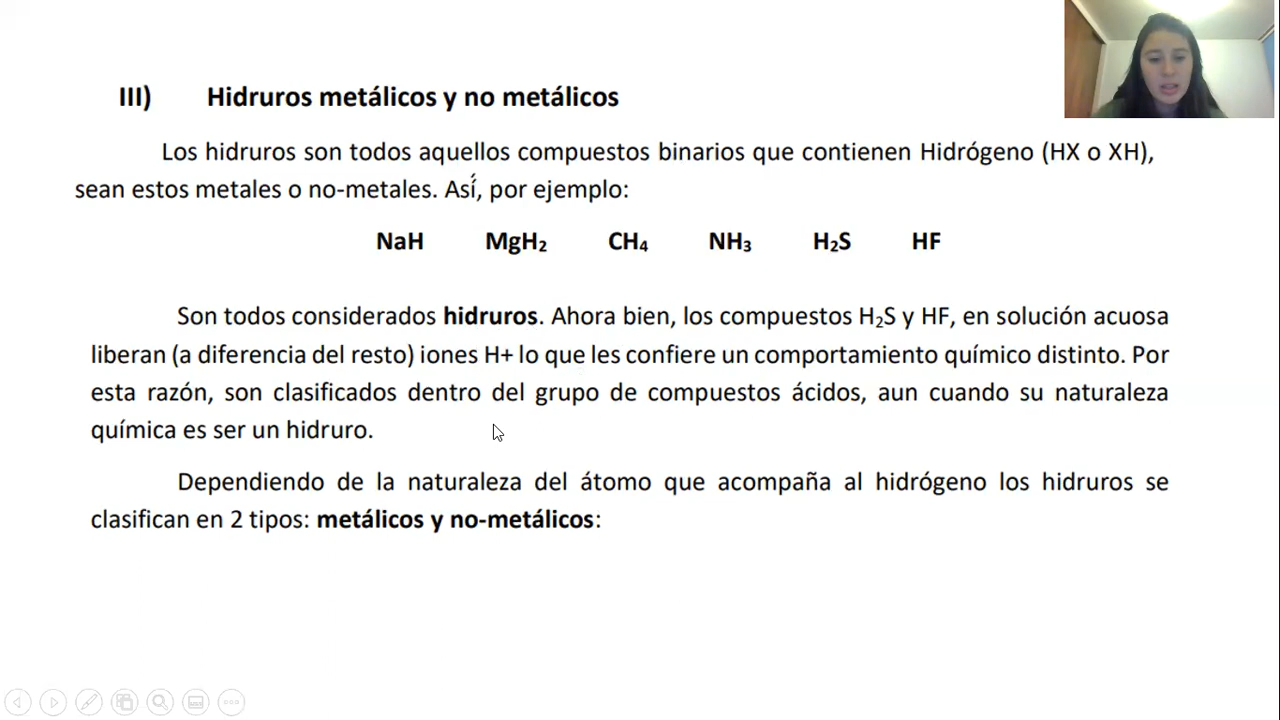 III) Hidruros metálicos y no metálicos
Los hidruros son todos aquellos compuestos binarios que contienen Hidrógeno (HX o XH),
sean estos metales o no-metales. Así, por ejemplo:
NaH MgH₂ CH₄ NH₃ H₂S HF
Son todos considerados hidruros. Ahora bien, los compuestos H₂S y HF, en solución acuosa
liberan (a diferencia del resto) iones H+ lo que les confiere un comportamiento químico distinto. Por
esta razón, son clasificados dentro del grupo de compuestos ácidos, aun cuando su naturaleza
química es ser un hidruro.
Dependiendo de la naturaleza del átomo que acompaña al hidrógeno los hidruros se
clasifican en 2 tipos: metálicos y no-metálicos: